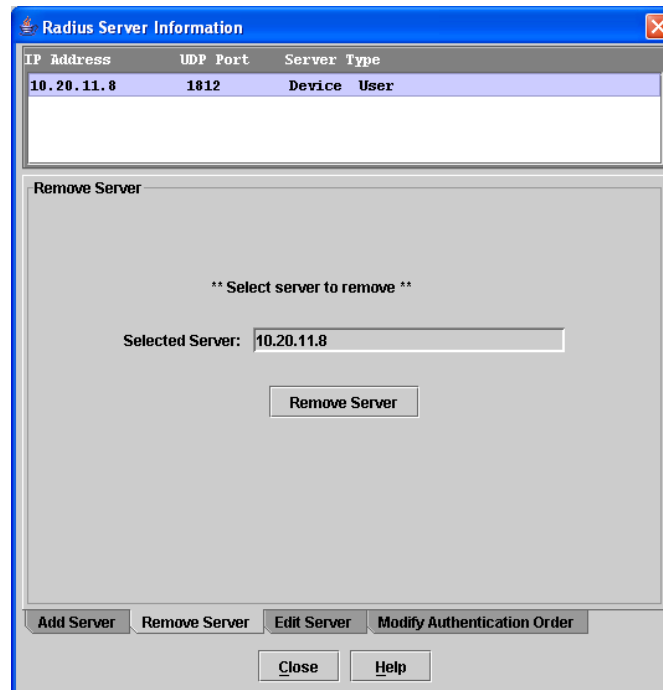 Radius Server Information
IP Address UDP Port Server Type
10.20.11.8 1812 Device User
Remove Server
** Select server to remove **
Selected Server: 10.20.11.8
Remove Server
Add Server Remove Server Edit Server Modify Authentication Order
Close Help